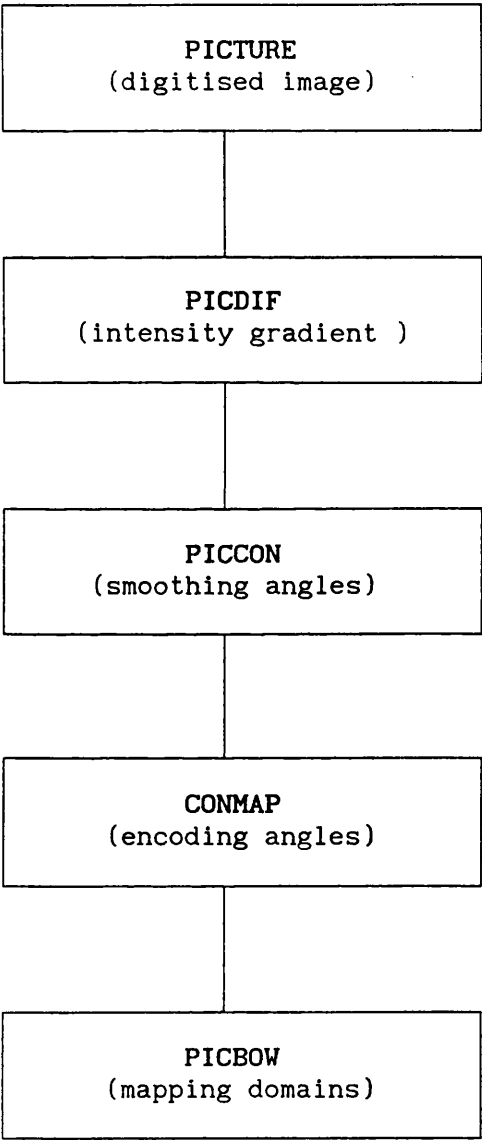 PICTURE
(digitised image)
PICDIF
(intensity gradient )
PICCON
(smoothing angles)
CONMAP
(encoding angles)
PICBOW
(mapping domains)